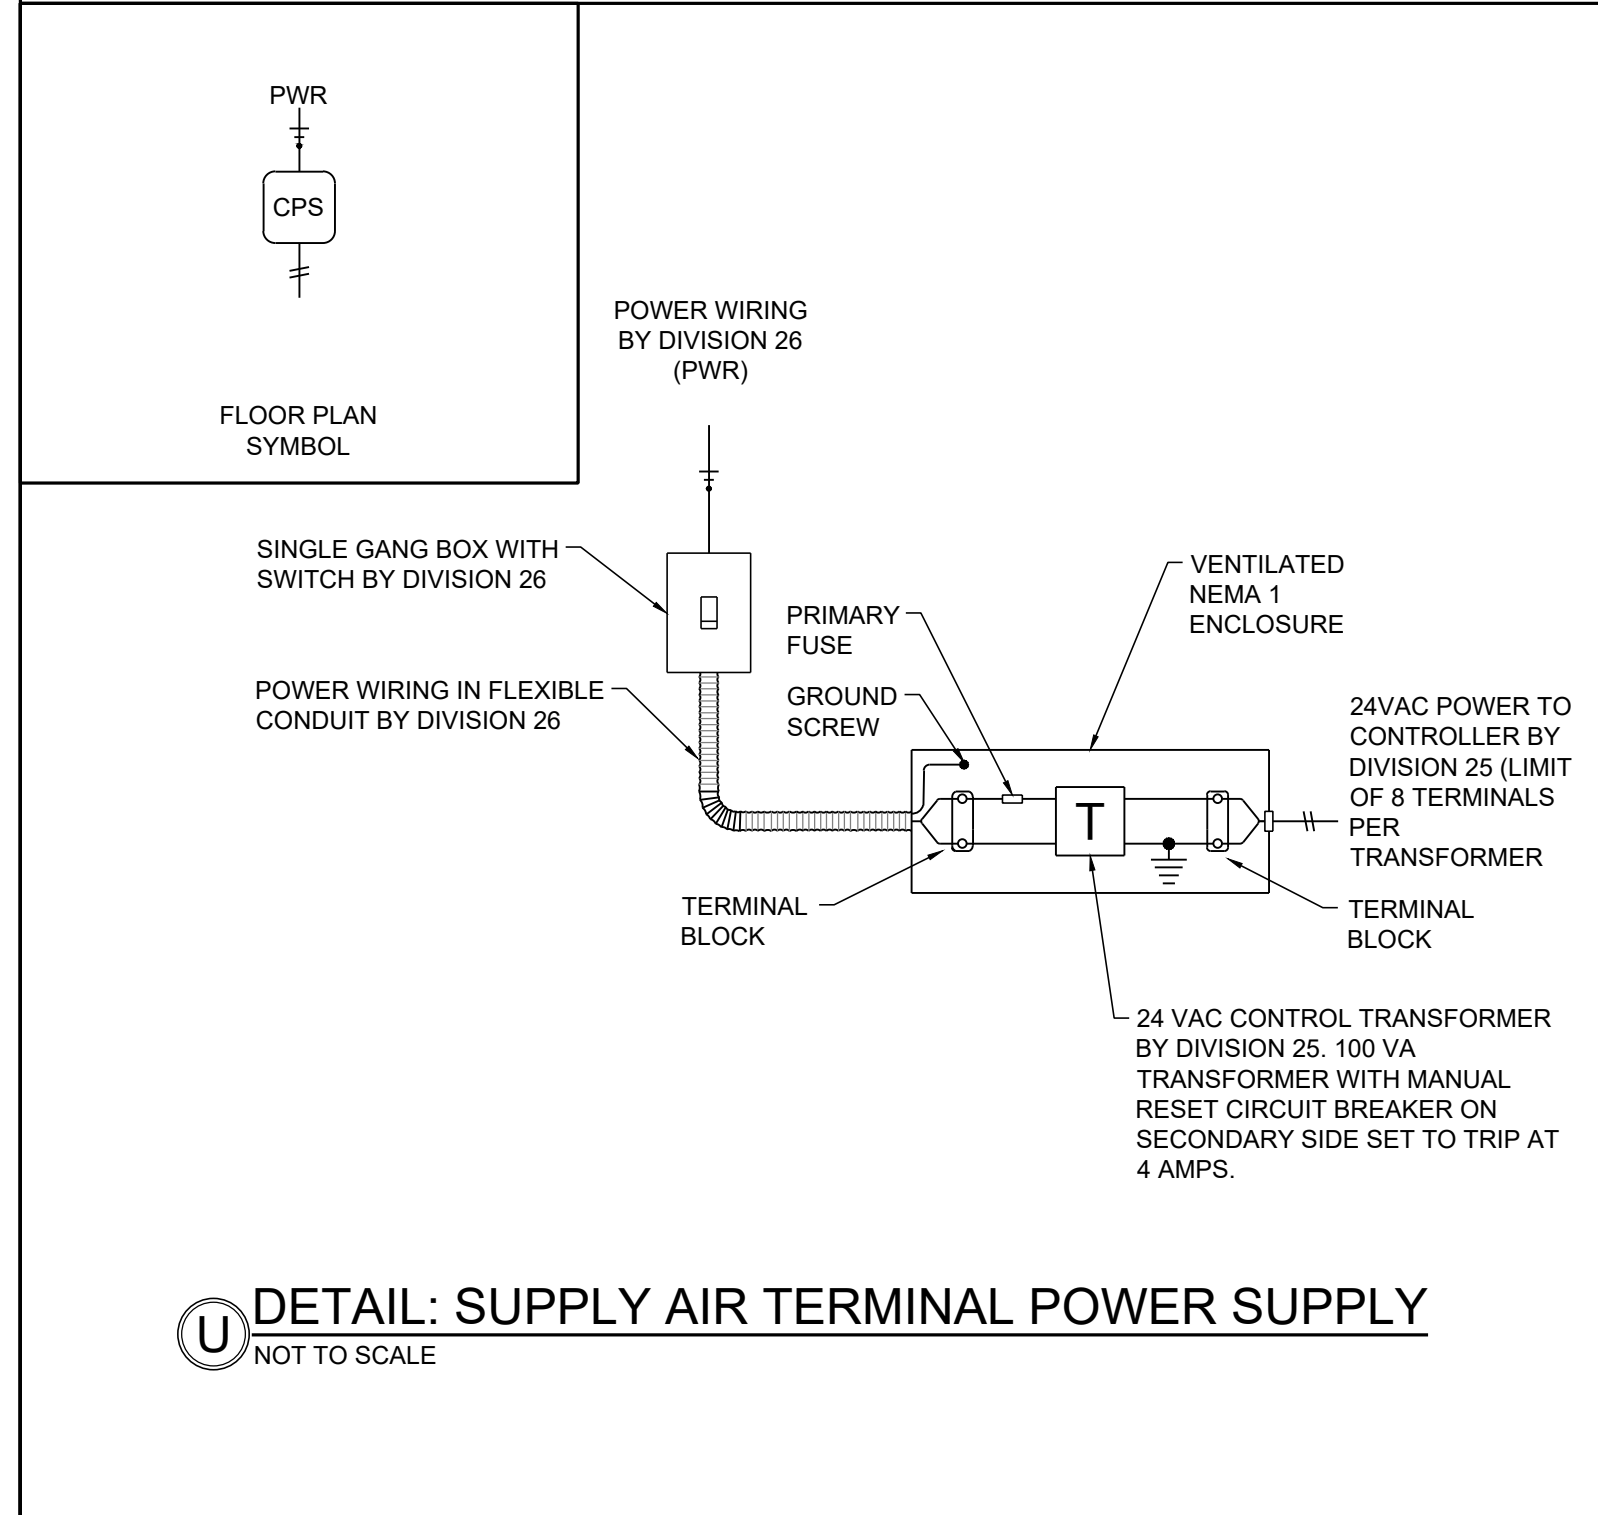 PWR
CPS
FLOOR PLAN
SYMBOL
POWER WIRING
BY DIVISION 26
(PWR)
SINGLE GANG BOX WITH
SWITCH BY DIVISION 26
POWER WIRING IN FLEXIBLE
CONDUIT BY DIVISION 26
PRIMARY
FUSE
GROUND
SCREW
VENTILATED
NEMA 1
ENCLOSURE
24VAC POWER TO
CONTROLLER BY
DIVISION 25 (LIMIT
OF 8 TERMINALS
PER
TRANSFORMER
T
TERMINAL
BLOCK
TERMINAL
BLOCK
24 VAC CONTROL TRANSFORMER
BY DIVISION 25. 100 VA
TRANSFORMER WITH MANUAL
RESET CIRCUIT BREAKER ON
SECONDARY SIDE SET TO TRIP AT
4 AMPS.
U
DETAIL: SUPPLY AIR TERMINAL POWER SUPPLY
NOT TO SCALE